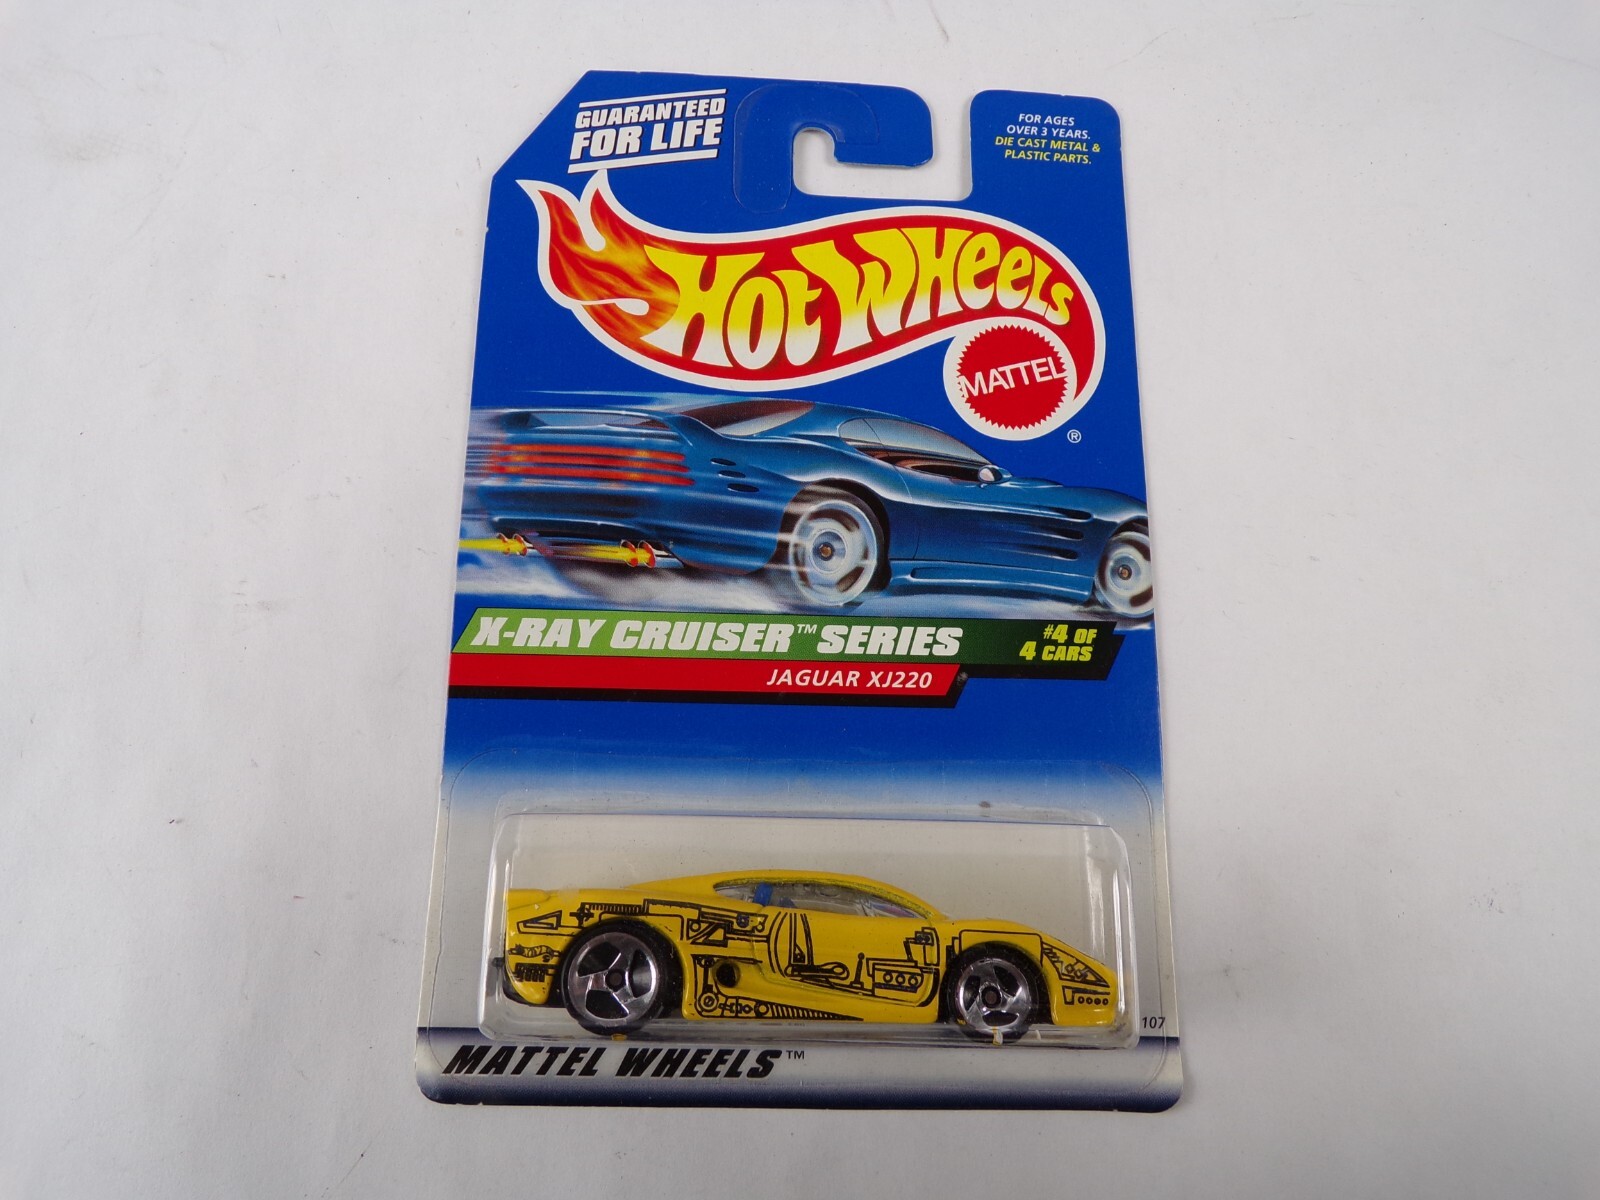 GUARANTEED
FOR LIFE
FOR AGES
OVER 3 YEARS.
DIE CAST METAL &
PLASTIC PARTS.
HOT WHEELS
MATTEL
®
X-RAY CRUISER™ SERIES
#4 OF
4 CARS
JAGUAR XJ220
107
MATTEL WHEELS™